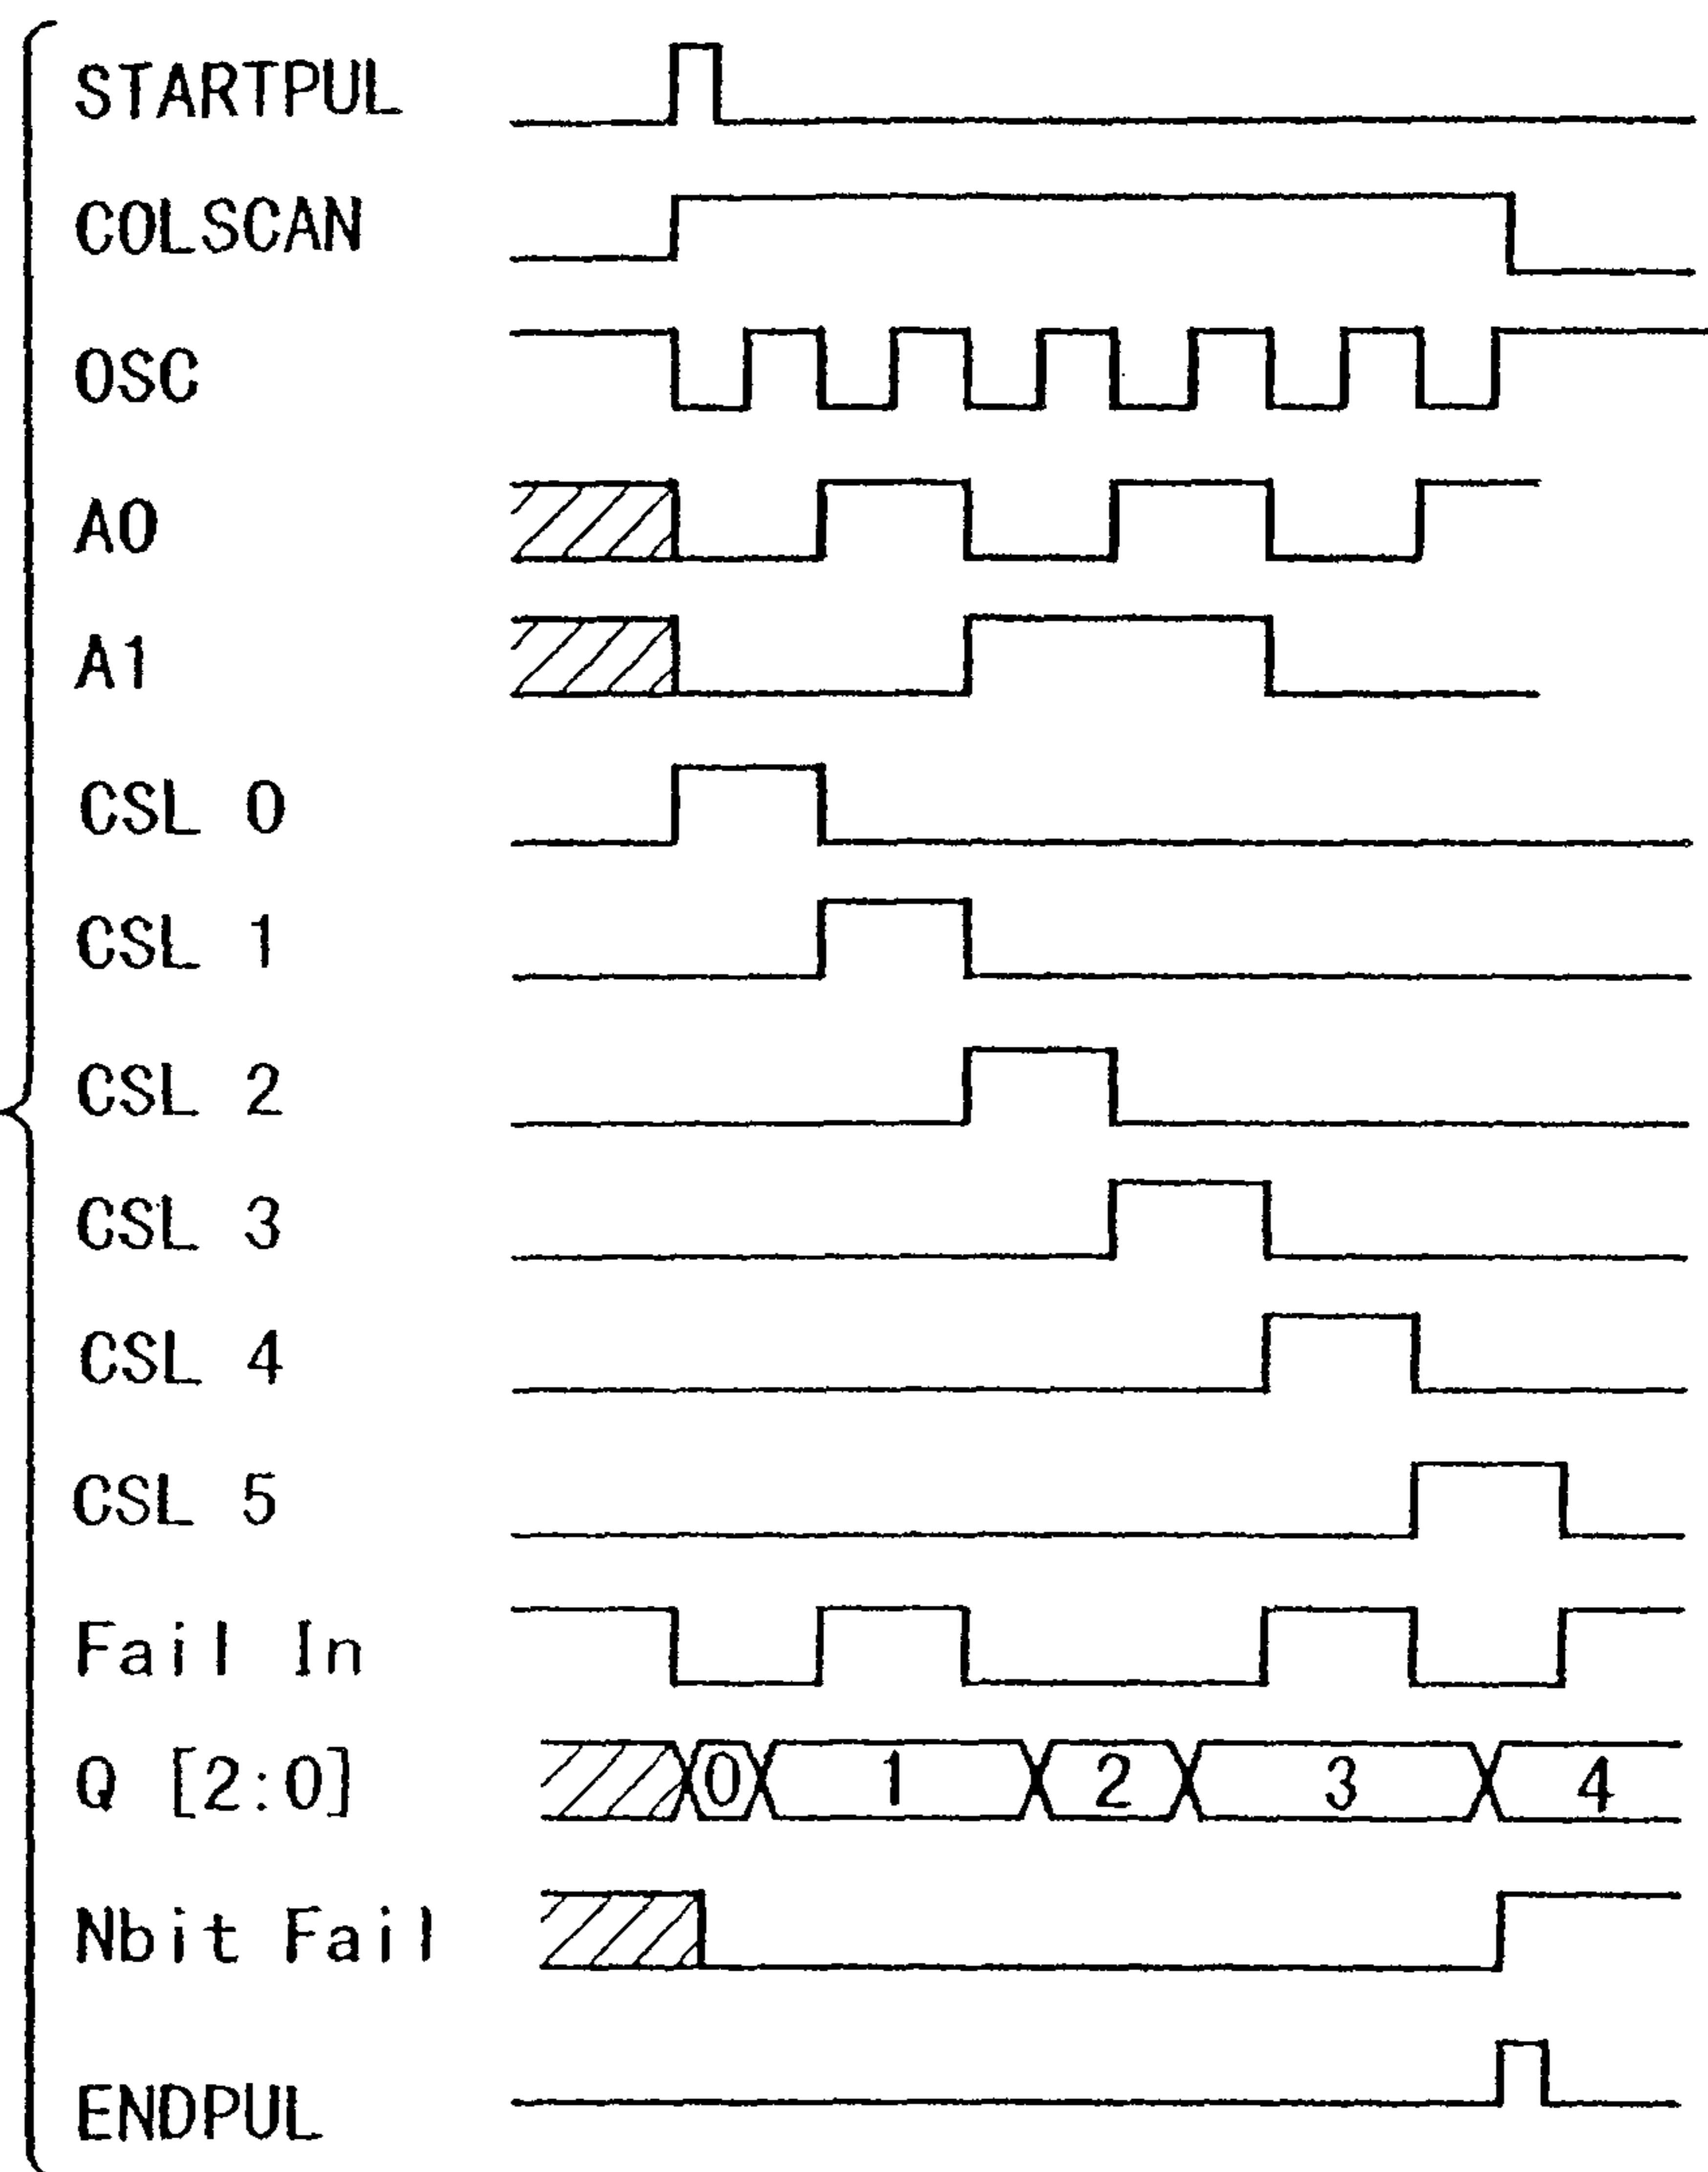 STARTPUL
COLSCAN
OSC
A0
A1
CSL 0
CSL 1
CSL 2
CSL 3
CSL 4
CSL 5
Fail In
Q [2:0] 0 1 2 3 4
Nbit Fail
ENDPUL